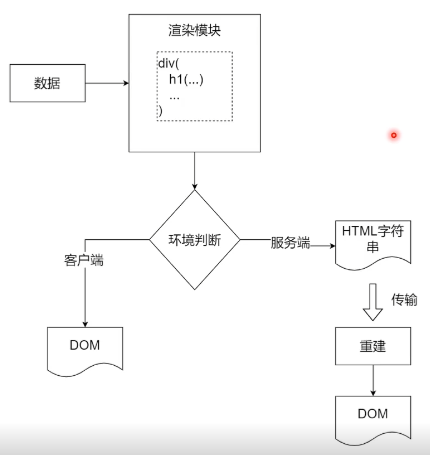 渲染模块
div(
h1(...)
...
)
数据
环境判断
客户端
服务端
HTML字符
串
传输
DOM
重建
DOM